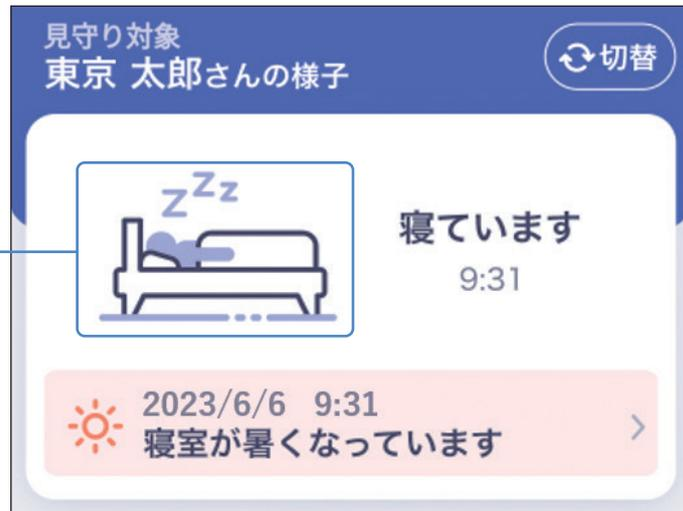 見守り対象
東京 太郎さんの様子
切替
zZz
寝ています
9:31
2023/6/6 9:31
寝室が暑くなっています